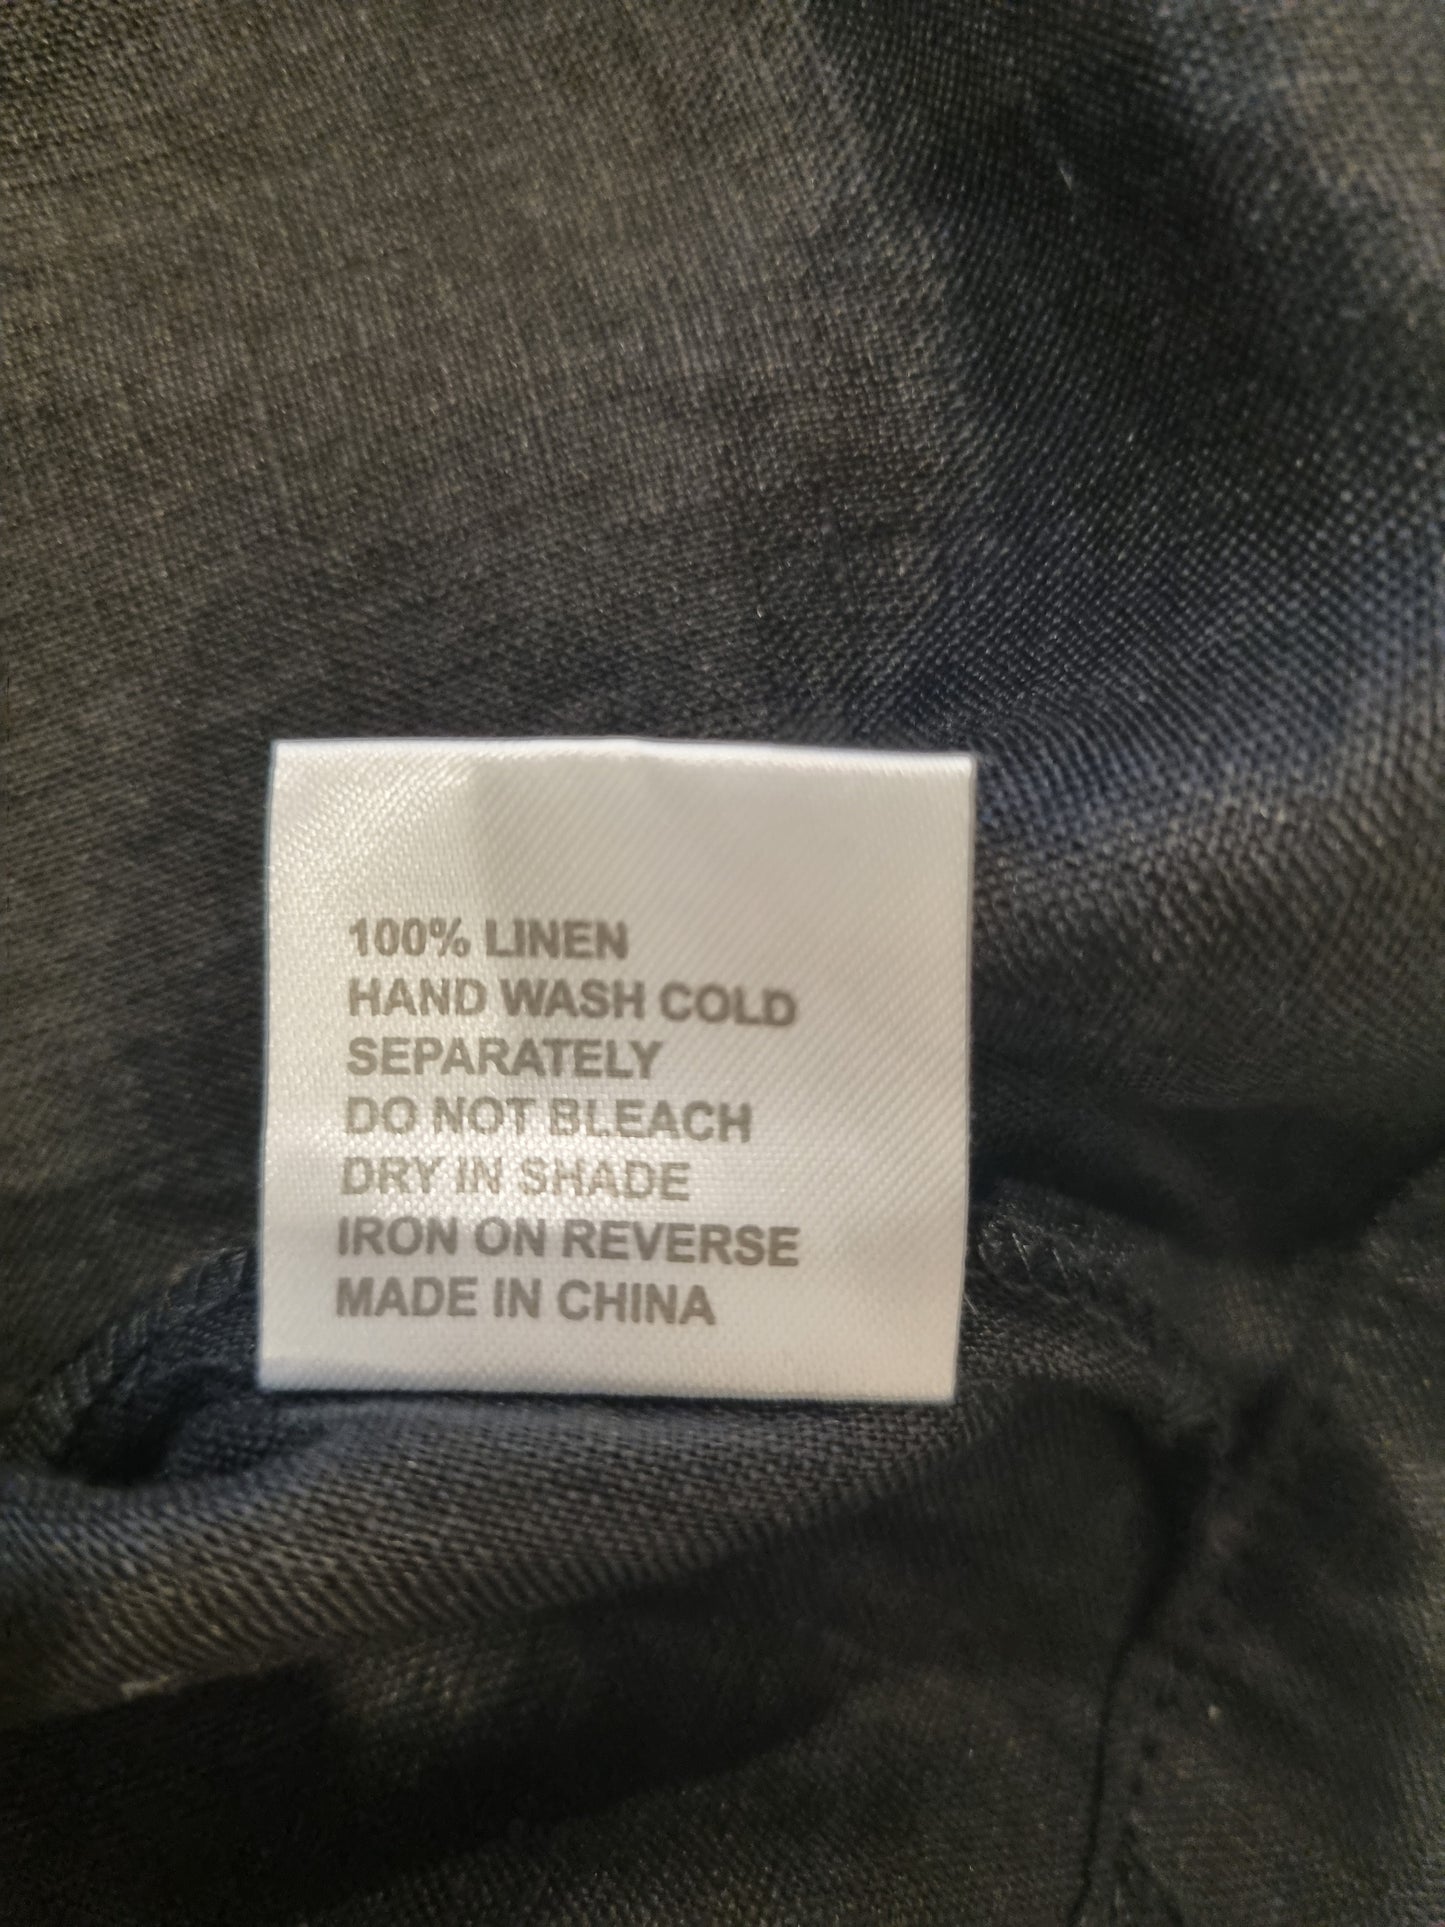 100% LINEN
HAND WASH COLD
SEPARATELY
DO NOT BLEACH
DRY IN SHADE
IRON ON REVERSE
MADE IN CHINA